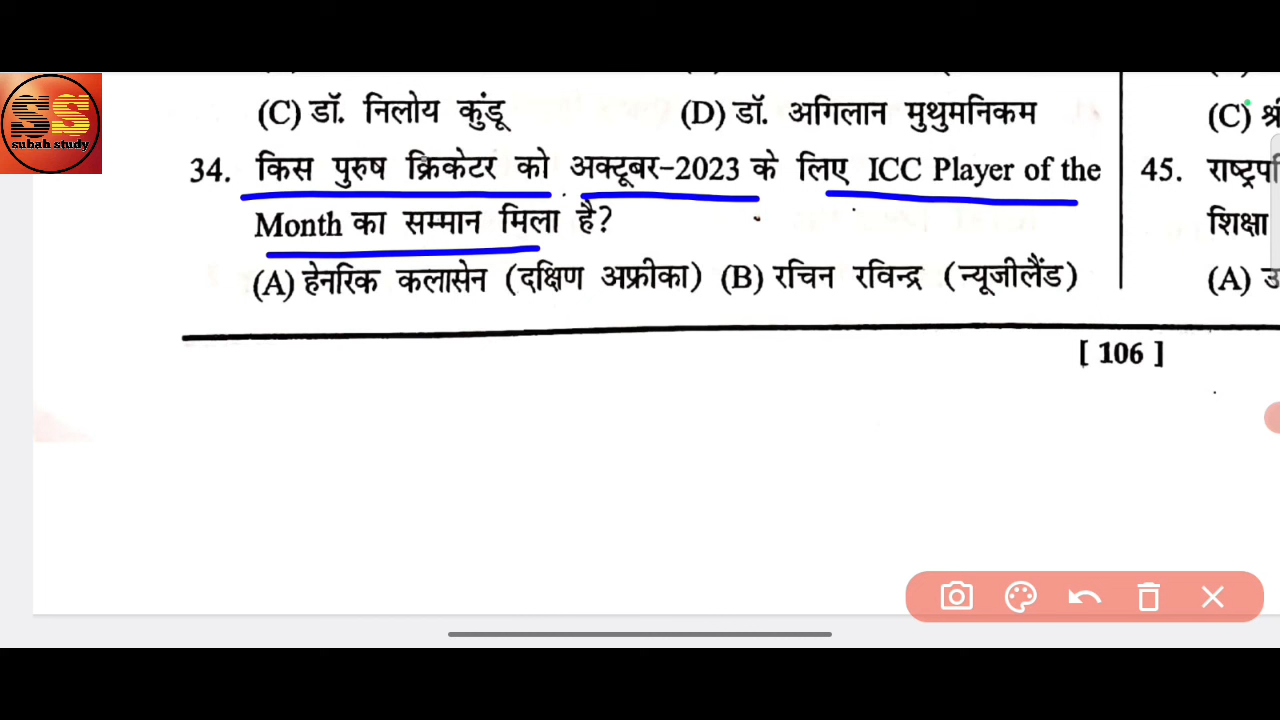 SS
subah study
(C) डॉ. निलोय कुंडू (D) डॉ. अगिलान मुथुमनिकम
34. किस पुरुष क्रिकेटर को अक्टूबर-2023 के लिए ICC Player of the
Month का सम्मान मिला है?
(A) हेनरिक कलासेन (दक्षिण अफ्रीका) (B) रचिन रविन्द्र (न्यूजीलैंड)
[ 106 ]
(C)
45.
शिक्षा
(A)